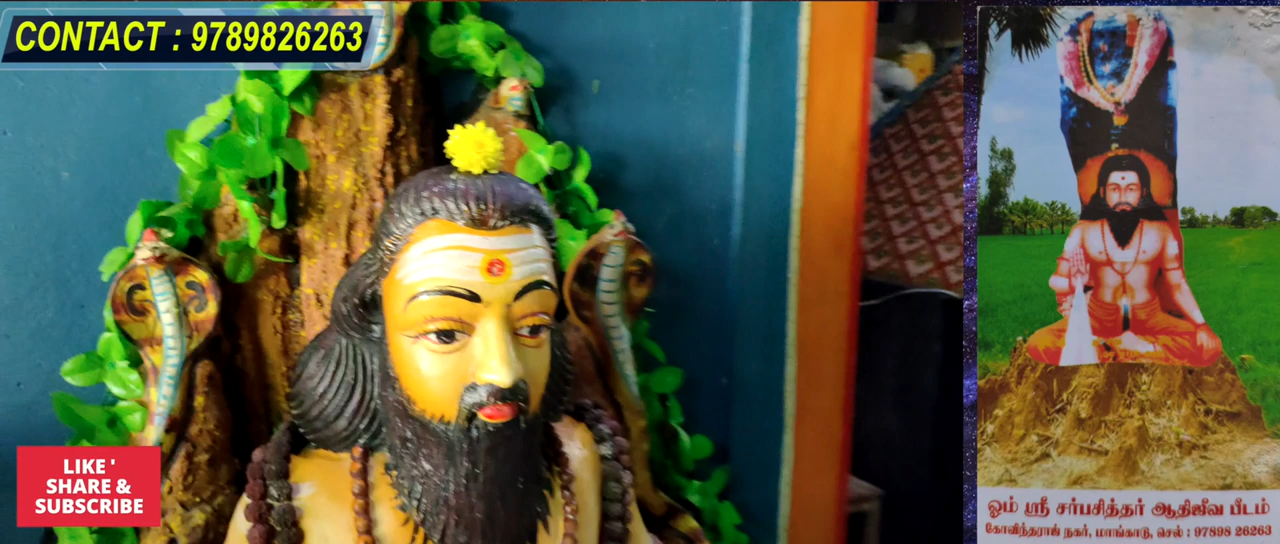 CONTACT : 9789826263
LIKE '
SHARE &
SUBSCRIBE
ஓம் ஸ்ரீ சர்பசித்தர் ஆதிஜீவ பீடம்
கோவிந்தராஜ் நகர், மாங்காடு, செல் : 97898 26263